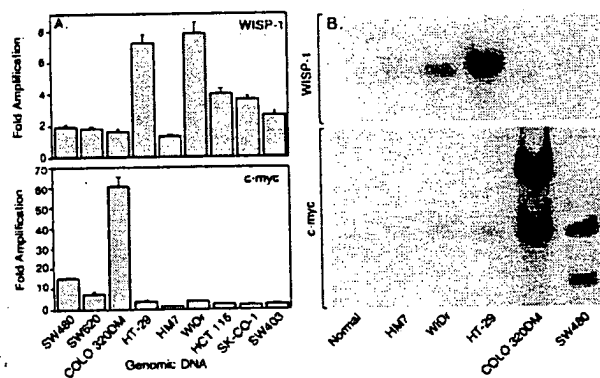 A.
WISP-1
Fold Amplification
8
6
4
2
0
c-myc
Fold Amplification
70
60
50
40
30
20
10
0
SW480
SW620
COLO 320DM
HT-29
HM7
WiDr
HCT 116
SK-CO-1
SW403
Genomic DNA
B.
WISP-1
c-myc
Normal
HM7
WiDr
HT-29
COLO 320DM
SW480